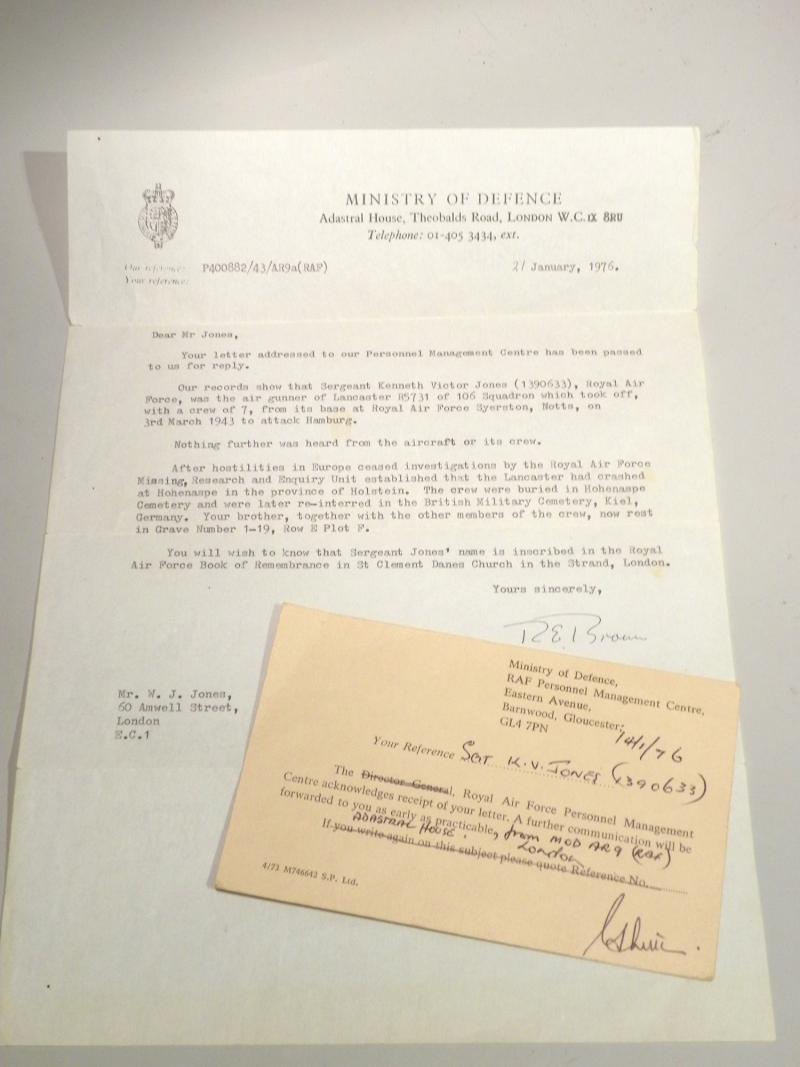 MINISTRY OF DEFENCE
Adastral House, Theobalds Road, LONDON W.C.1X 8RU
Telephone: 01-405 3434, ext.
Our reference: P400882/43/AR9a(RAF)
21 January, 1976.
Your reference:
Dear Mr Jones,
Your letter addressed to our Personnel Management Centre has been passed
to us for reply.
Our records show that Sergeant Kenneth Victor Jones (1390633), Royal Air
Force, was the air gunner of Lancaster R5731 of 106 Squadron which took off,
with a crew of 7, from its base at Royal Air Force Syerston, Notts, on
3rd March 1943 to attack Hamburg.
Nothing further was heard from the aircraft or its crew.
After hostilities in Europe ceased investigations by the Royal Air Force
Missing, Research and Enquiry Unit established that the Lancaster had crashed
at Hohenaspe in the province of Holstein. The crew were buried in Hohenaspe
Cemetery and were later re-interred in the British Military Cemetery, Kiel,
Germany. Your brother, together with the other members of the crew, now rest
in Grave Number 1-19, Row E Plot F.
You will wish to know that Sergeant Jones' name is inscribed in the Royal
Air Force Book of Remembrance in St Clement Danes Church in the Strand, London.
Yours sincerely,
R E Brown
Mr. W. J. Jones,
60 Amwell Street,
London
E.C.1
Ministry of Defence,
RAF Personnel Management Centre,
Eastern Avenue,
Barnwood, Gloucester,
GL4 7PN
14/1/76
Your Reference SGT K.V. JONES (1390633)
The Director General, Royal Air Force Personnel Management
Centre acknowledges receipt of your letter. A further communication will be
forwarded to you as early as practicable, from MOD AR9 (RAF)
ADASTRAL HOUSE, London
If you write again on this subject please quote Reference No.
4/73 M746642 S.P. Ltd.